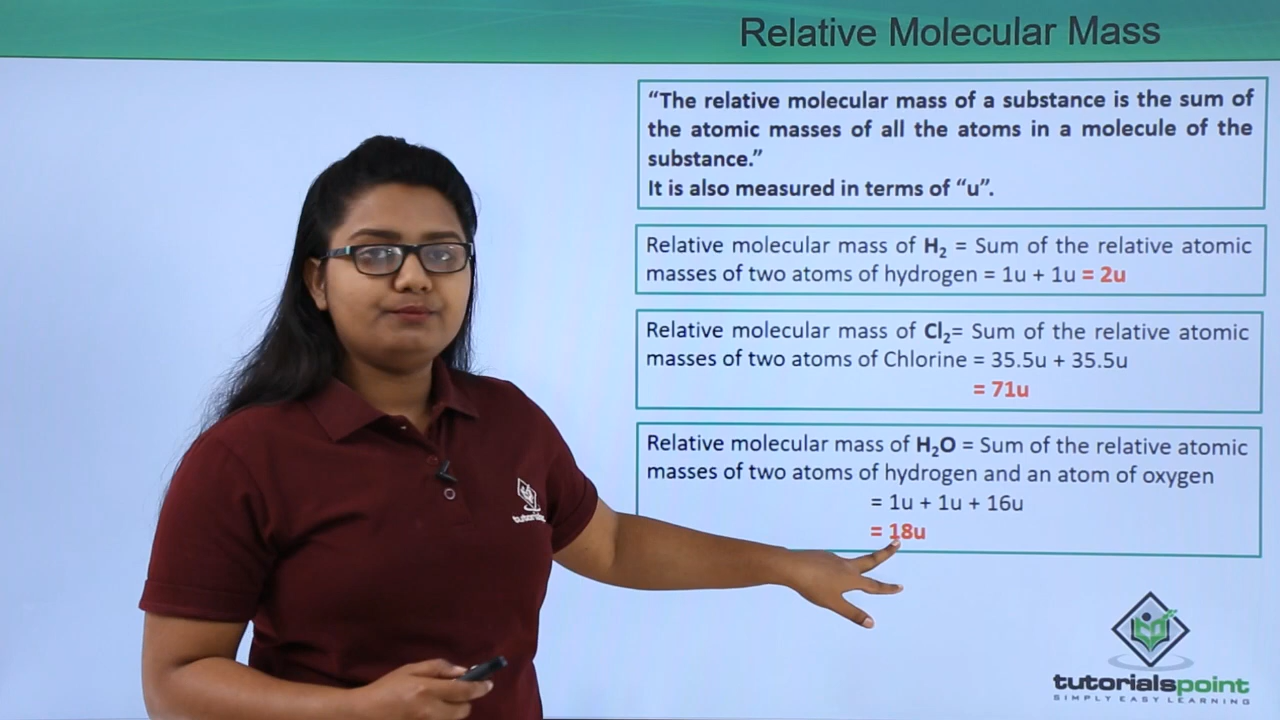 Relative Molecular Mass
“The relative molecular mass of a substance is the sum of
the atomic masses of all the atoms in a molecule of the
substance.”
It is also measured in terms of “u”.
Relative molecular mass of H₂ = Sum of the relative atomic
masses of two atoms of hydrogen = 1u + 1u = 2u
Relative molecular mass of Cl₂= Sum of the relative atomic
masses of two atoms of Chlorine = 35.5u + 35.5u
= 71u
Relative molecular mass of H₂O = Sum of the relative atomic
masses of two atoms of hydrogen and an atom of oxygen
= 1u + 1u + 16u
= 18u
tutorialspoint
SIMPLY EASY LEARNING